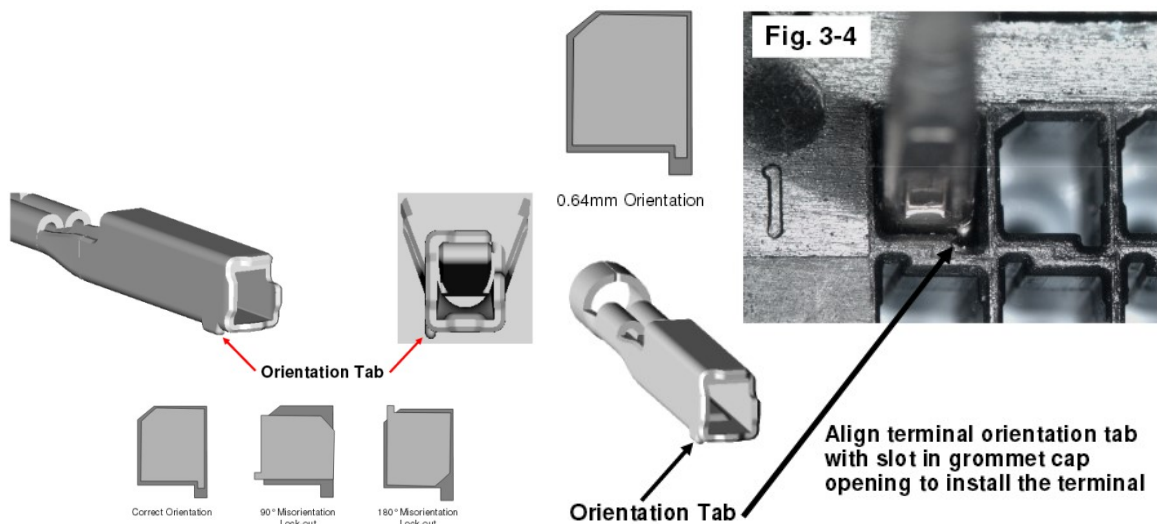 Fig. 3-4
0.64mm Orientation
Orientation Tab
Correct Orientation
90° Misorientation
Lock out
180° Misorientation
Lock out
Align terminal orientation tab
with slot in grommet cap
opening to install the terminal
Orientation Tab